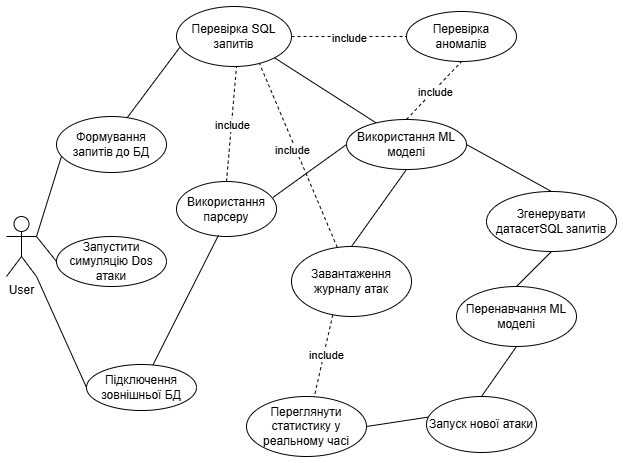 Перевірка SQL
запитів
include
Перевірка
аномалів
include
Формування
запитів до БД
include
include
Використання ML
моделі
Використання
парсеру
Згенерувати
датасетSQL запитів
Запустити
симуляцію Dos
атаки
User
Завантаження
журналу атак
Перенавчання ML
моделі
include
Підключення
зовнішньої БД
Переглянути
статистику у
реальному часі
Запуск нової атаки